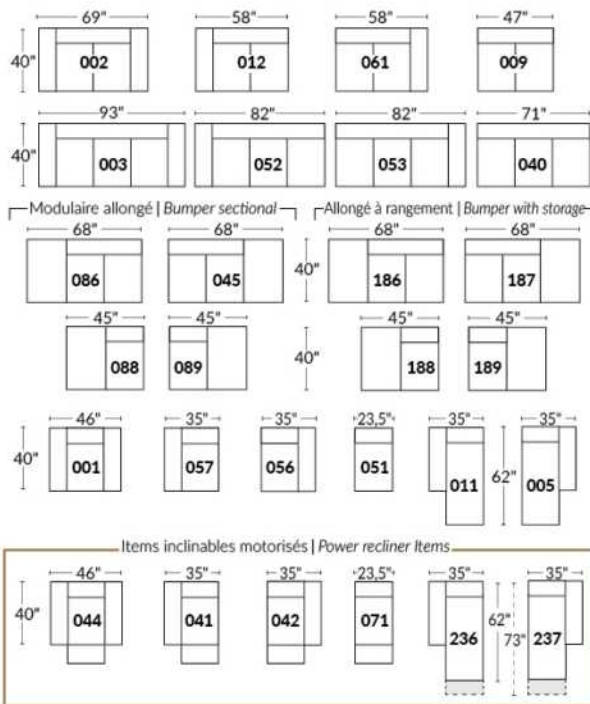 69" 58" 58" 47"
40" 002 012 061 009
93" 82" 82" 71"
40" 003 052 053 040
Modulaire allongé | Bumper sectional Allongé à rangement | Bumper with storage
68" 68" 68" 68"
086 045 40" 186 187
45" 45" 45" 45"
088 089 40" 188 189
46" 35" 35" 23,5" 35" 35"
40" 001 057 056 051 011 62" 005
Items inclinables motorisés | Power recliner Items
46" 35" 35" 23,5" 35" 35"
40" 044 041 042 071 236 62" 73" 237